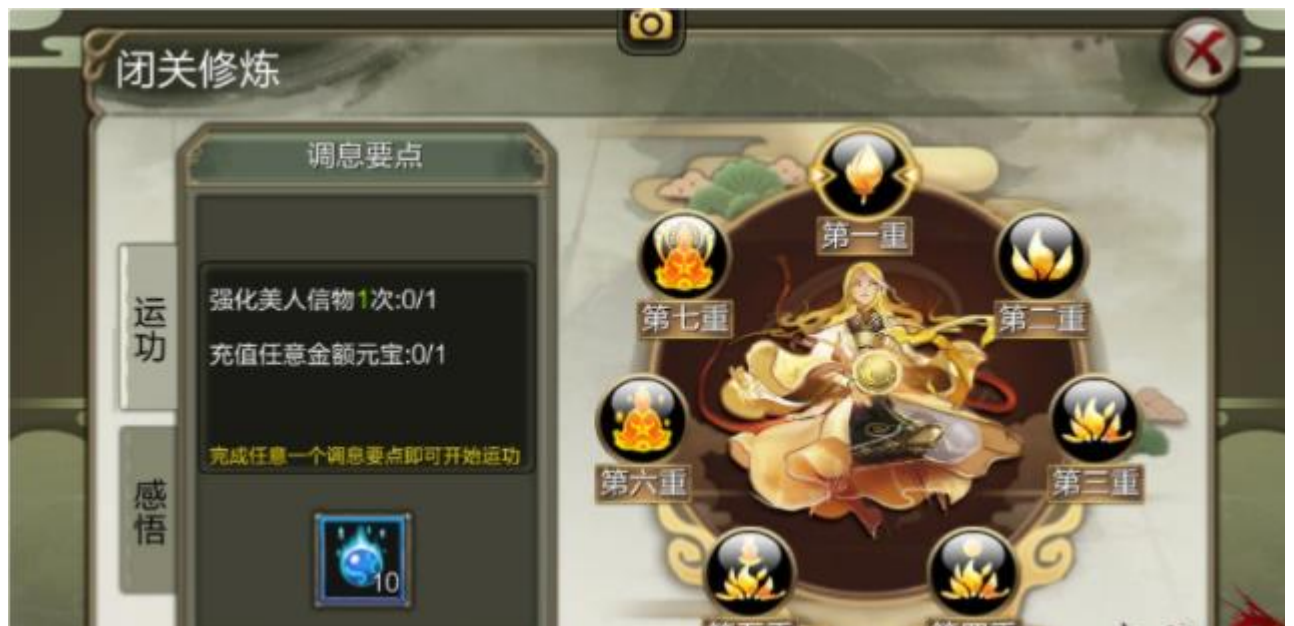 闭关修炼
调息要点
运功
感悟
强化美人信物1次:0/1
充值任意金额元宝:0/1
完成任意一个调息要点即可开始运功
10
第一重
第二重
第三重
第六重
第七重